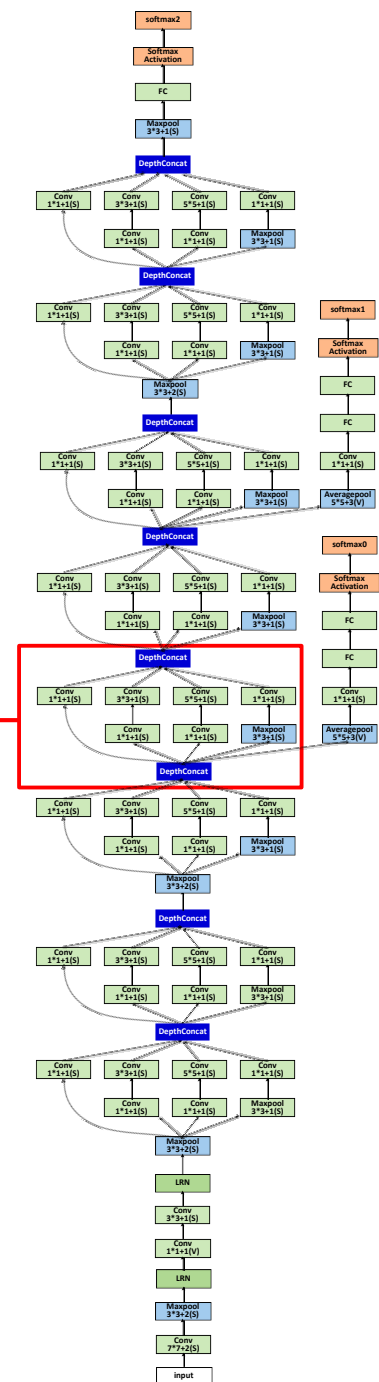 softmax2
Softmax
Activation
FC
Maxpool
3*3+1(S)
DepthConcat
Conv Conv Conv Conv
1*1+1(S) 3*3+1(S) 5*5+1(S) 1*1+1(S)
Conv Conv Maxpool
1*1+1(S) 1*1+1(S) 3*3+1(S)
DepthConcat
Conv Conv Conv Conv
1*1+1(S) 3*3+1(S) 5*5+1(S) 1*1+1(S)
softmax1
Conv Conv Maxpool Softmax
1*1+1(S) 1*1+1(S) 3*3+1(S) Activation
Maxpool FC
3*3+2(S)
DepthConcat FC
Conv Conv Conv Conv Conv
1*1+1(S) 3*3+1(S) 5*5+1(S) 1*1+1(S) 1*1+1(S)
Conv Conv Maxpool Averagepool
1*1+1(S) 1*1+1(S) 3*3+1(S) 5*5+3(V)
DepthConcat softmax0
Conv Conv Conv Conv Softmax
1*1+1(S) 3*3+1(S) 5*5+1(S) 1*1+1(S) Activation
Conv Conv Maxpool FC
1*1+1(S) 1*1+1(S) 3*3+1(S)
DepthConcat FC
Conv Conv Conv Conv Conv
1*1+1(S) 3*3+1(S) 5*5+1(S) 1*1+1(S) 1*1+1(S)
Conv Conv Maxpool Averagepool
1*1+1(S) 1*1+1(S) 3*3+1(S) 5*5+3(V)
DepthConcat
Conv Conv Conv Conv
1*1+1(S) 3*3+1(S) 5*5+1(S) 1*1+1(S)
Conv Conv Maxpool
1*1+1(S) 1*1+1(S) 3*3+1(S)
Maxpool
3*3+2(S)
DepthConcat
Conv Conv Conv Conv
1*1+1(S) 3*3+1(S) 5*5+1(S) 1*1+1(S)
Conv Conv Maxpool
1*1+1(S) 1*1+1(S) 3*3+1(S)
DepthConcat
Conv Conv Conv Conv
1*1+1(S) 3*3+1(S) 5*5+1(S) 1*1+1(S)
Conv Conv Maxpool
1*1+1(S) 1*1+1(S) 3*3+1(S)
Maxpool
3*3+2(S)
LRN
Conv
3*3+1(S)
Conv
1*1+1(V)
LRN
Maxpool
3*3+2(S)
Conv
7*7+2(S)
input